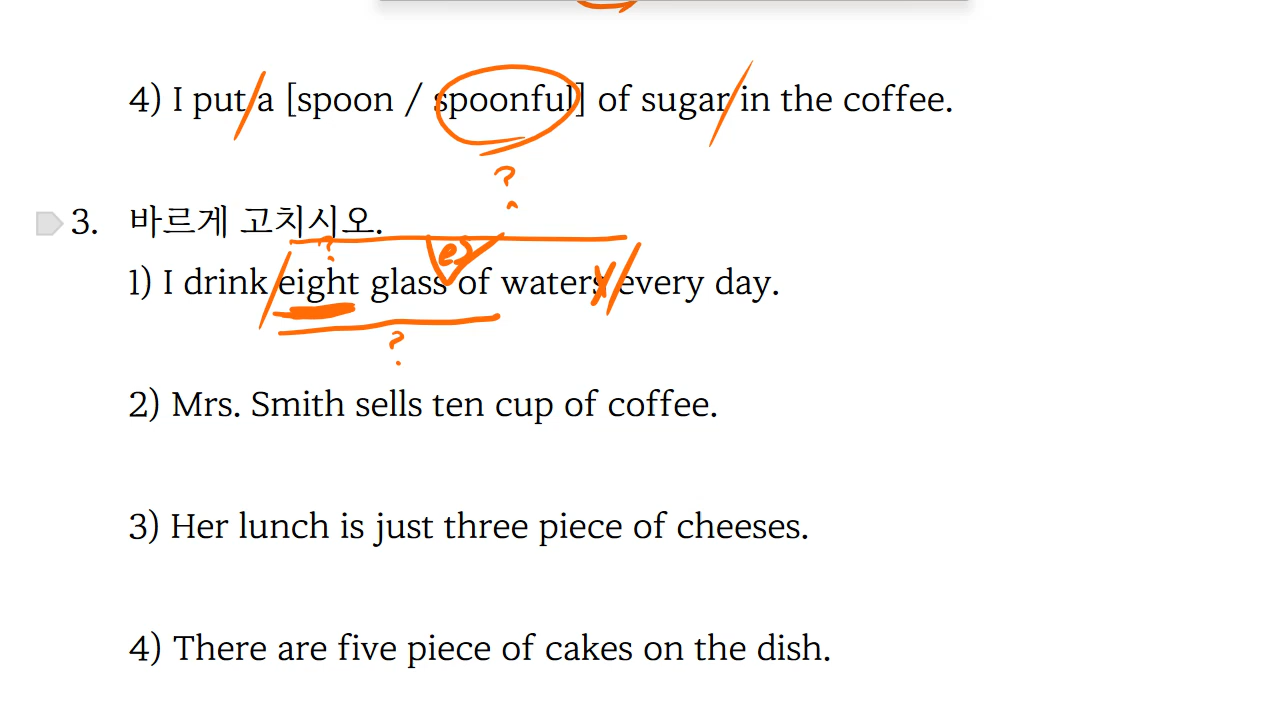 4) I put a [spoon / spoonful] of sugar in the coffee.
?
3. 바르게 고치시오.
? es
1) I drink eight glass of waters every day.
?
2) Mrs. Smith sells ten cup of coffee.
3) Her lunch is just three piece of cheeses.
4) There are five piece of cakes on the dish.